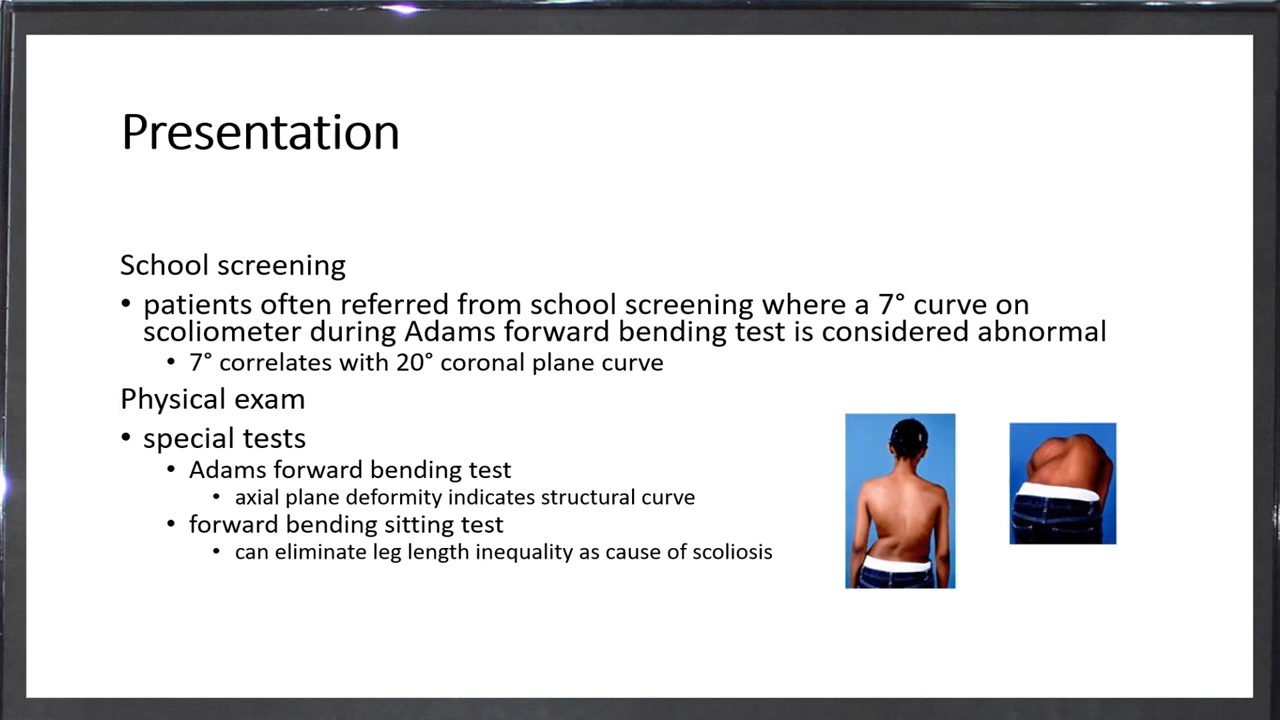 Presentation
School screening
• patients often referred from school screening where a 7° curve on
scoliometer during Adams forward bending test is considered abnormal
• 7° correlates with 20° coronal plane curve
Physical exam
• special tests
• Adams forward bending test
• axial plane deformity indicates structural curve
• forward bending sitting test
• can eliminate leg length inequality as cause of scoliosis